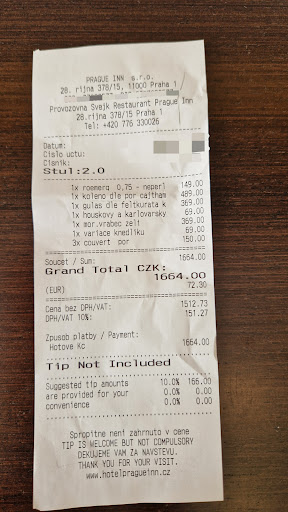 PRAGUE INN s.r.o.
28. rijna 378/15, 11000 Praha 1
Provozovna Svejk Restaurant Prague Inn
28.rijna 378/15 Praha 1
Tel: +420 776 330026
Datum:
Cislo uctu:
Cisnik:
Stul:2.0
1x roemerq 0,75 - neperl 149.00
1x koleno dle por cajtham 489.00
1x gulas dle feltkurata k 369.00
1x houskovy a karlovarsky 69.00
1x mor.vrabec zeli 369.00
1x variace knedliku 69.00
3x couvert por 150.00
Soucet / Sum: 1664.00
Grand Total CZK:
1664.00
(EUR) 72.30
Cena bez DPH/VAT: 1512.73
DPH/VAT 10%: 151.27
Zpusob platby / Payment:
Hotove Kc 1664.00
Tip Not Included
Suggested tip amounts 10.0% 166.00
are provided for your 0.0% 0.00
convenience 0.0% 0.00
Spropitne neni zahrnuto v cene
TIP IS WELCOME BUT NOT COMPULSORY
DEKUJEME VAM ZA NAVSTEVU.
THANK YOU FOR YOUR VISIT.
www.hotelpragueinn.cz